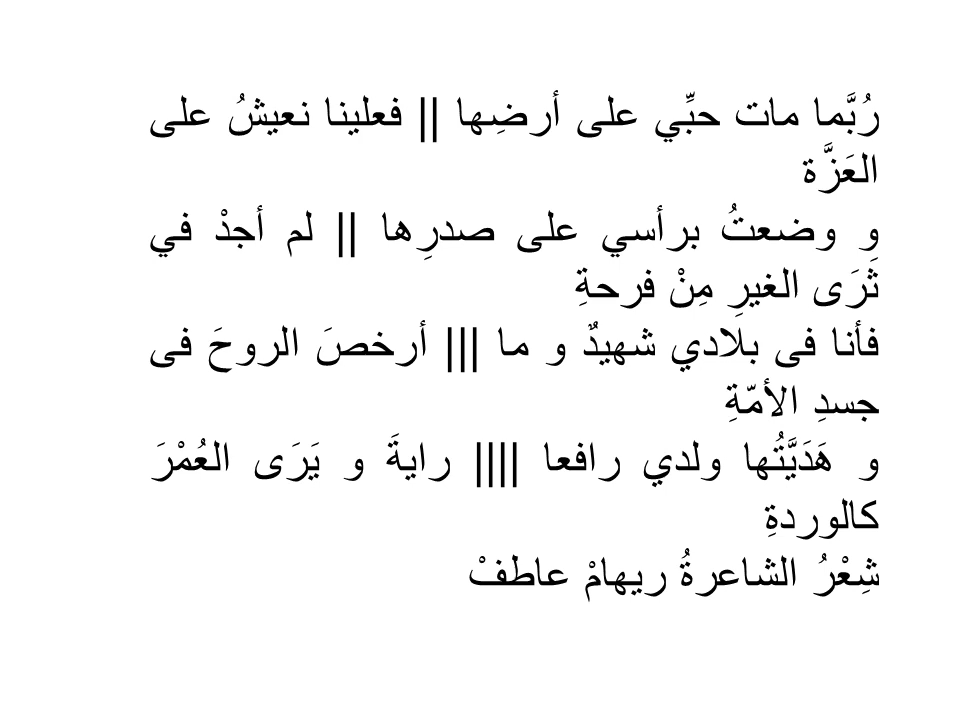 رُبَّما مات حبِّي على أرضِها || فعلينا نعيشُ على
العَزَّة
و وضعتُ برأسي على صدرِها || لم أجدْ في
ثَرَى الغيرِ مِنْ فرحةِ
فأنا فى بلادي شهيدٌ و ما ||| أرخصَ الروحَ فى
جسدِ الأمّةِ
و هَدَيَّتُها ولدي رافعا |||| رايةَ و يَرَى العُمْرَ
كالوردةِ
شِعْرُ الشاعرةُ ريهامْ عاطفْ